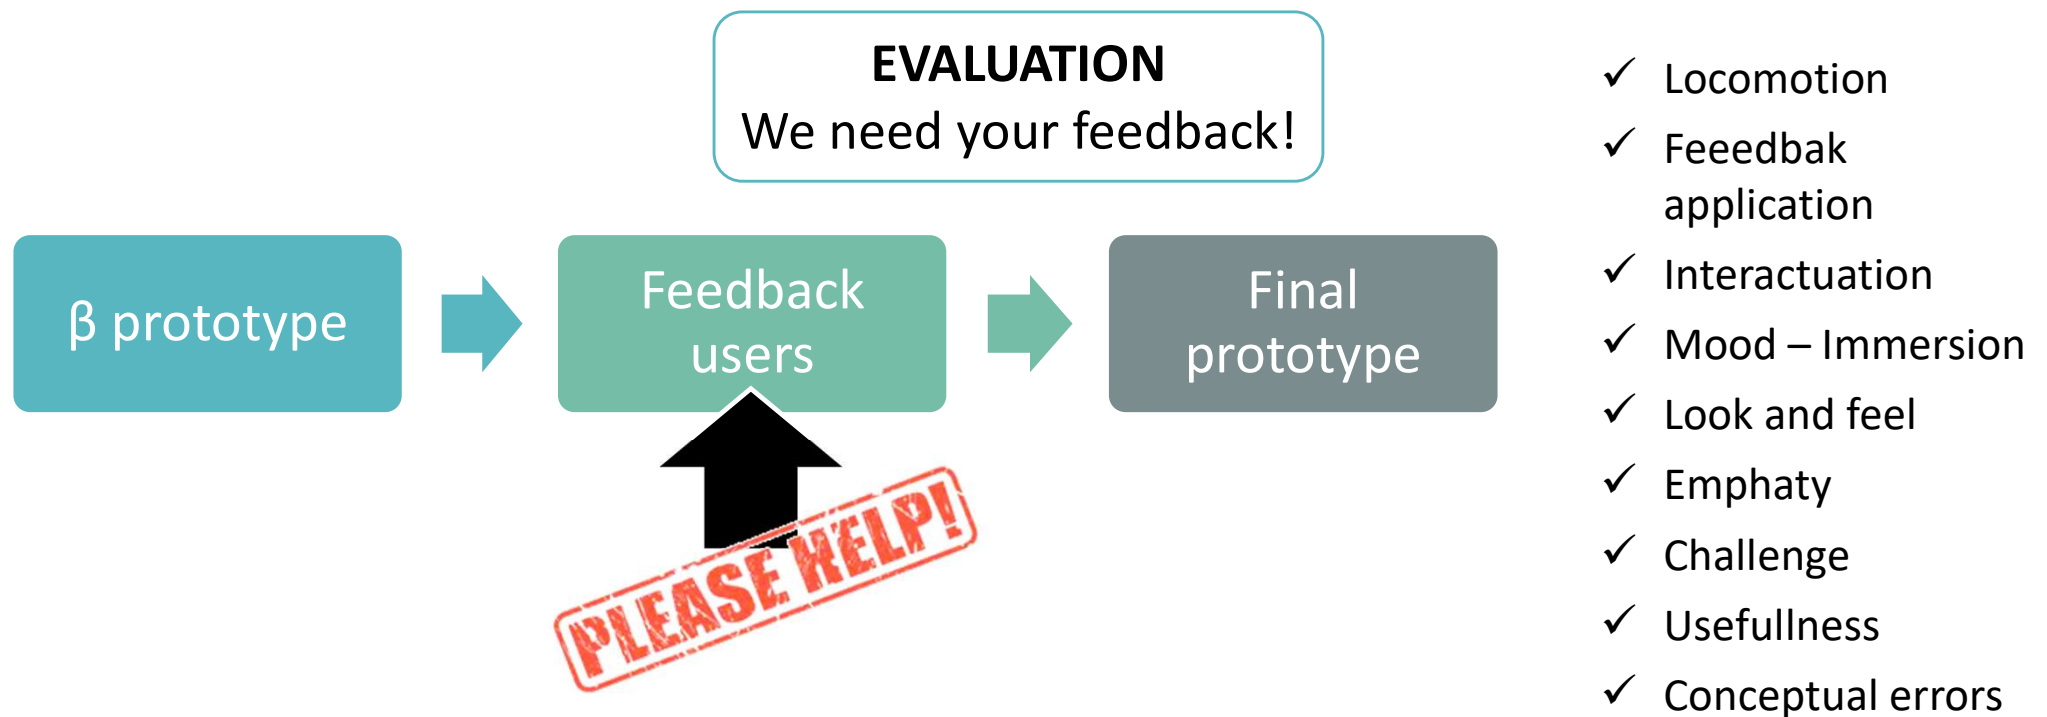 EVALUATION
We need your feedback!
β prototype
Feedback
users
Final
prototype
PLEASE HELP!
✓ Locomotion
✓ Feeedbak
application
✓ Interactuation
✓ Mood – Immersion
✓ Look and feel
✓ Emphaty
✓ Challenge
✓ Usefullness
✓ Conceptual errors